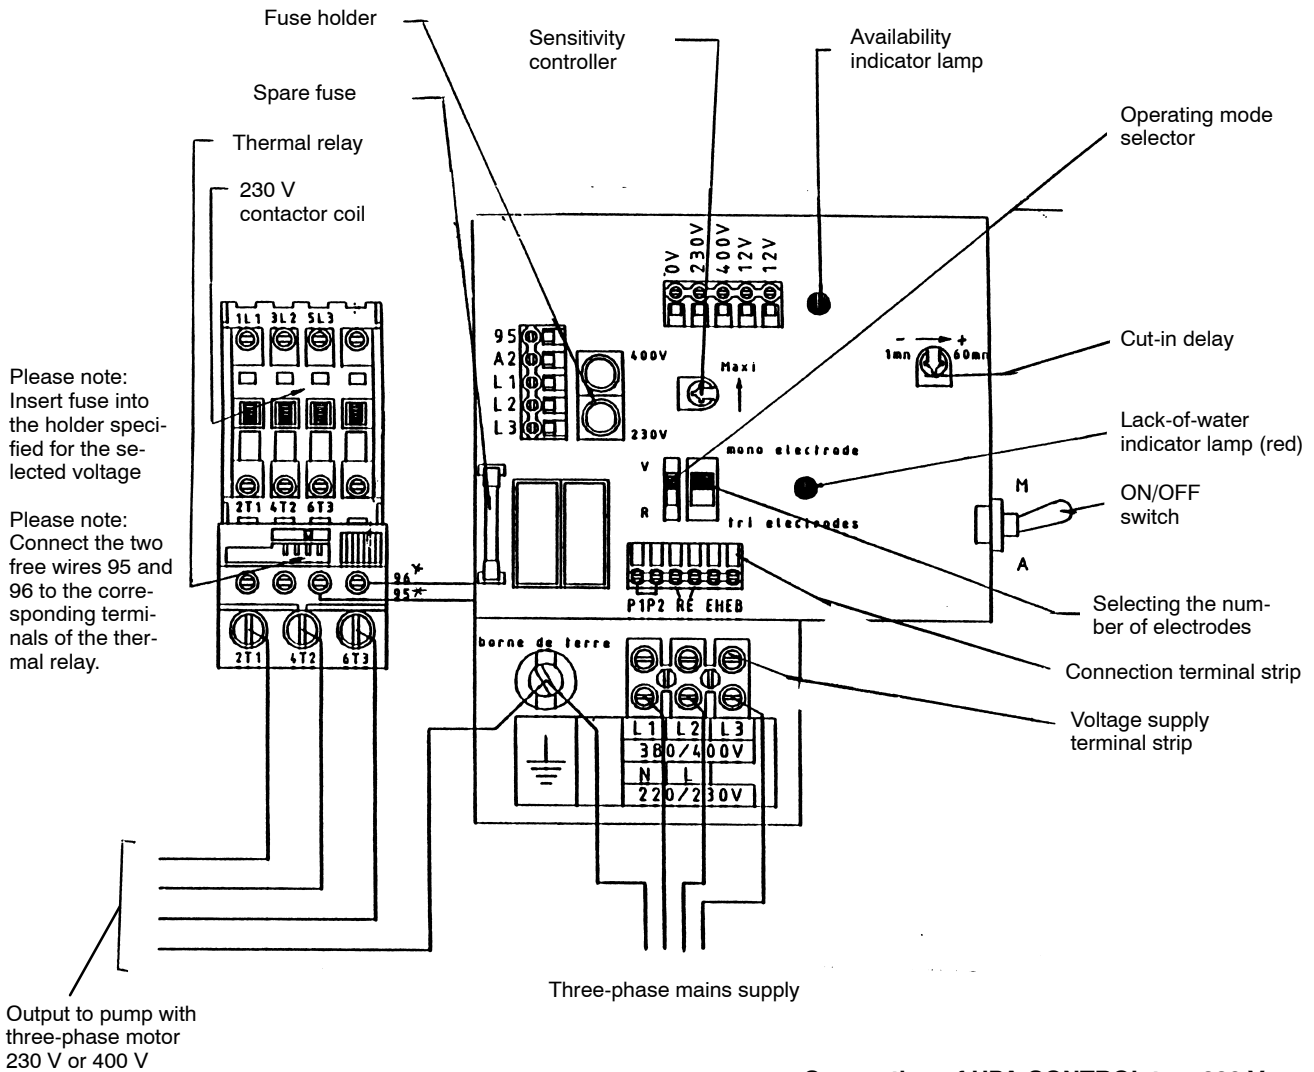 Fuse holder
Sensitivity
controller
Availability
indicator lamp
Spare fuse
Operating mode
selector
Thermal relay
230 V
contactor coil
0V
230V
400V
12V
12V
1L1 3L2 5L3
95
A2
L1
L2
L3
400V
230V
Maxi
- +
1mn 60mn
Cut-in delay
Please note:
Insert fuse into
the holder speci-
fied for the se-
lected voltage
mono electrode
V
R
tri electrodes
Lack-of-water
indicator lamp (red)
M
A
ON/OFF
switch
2T1 4T2 6T3
Please note:
Connect the two
free wires 95 and
96 to the corre-
sponding termi-
nals of the ther-
mal relay.
96*
95*
P1P2 RE EHEB
Selecting the num-
ber of electrodes
2T1 4T2 6T3
borne de terre
Connection terminal strip
L1 L2 L3
380/400V
N L
220/230V
Voltage supply
terminal strip
Three-phase mains supply
Output to pump with
three-phase motor
230 V or 400 V